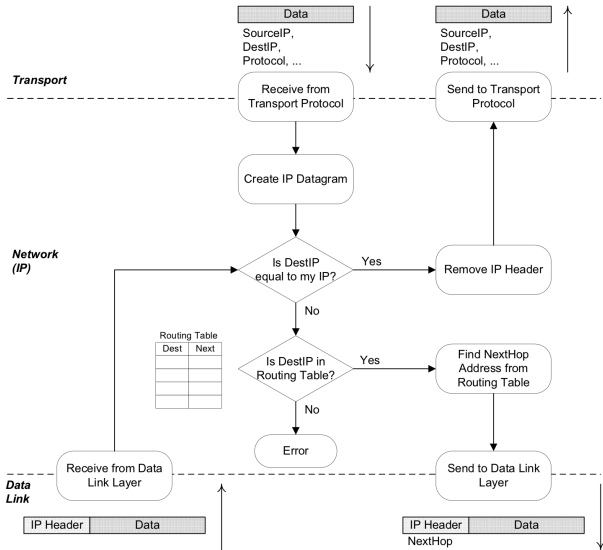 Data
Data
SourceIP,
DestIP,
Protocol, ...
SourceIP,
DestIP,
Protocol, ...
Transport
Receive from
Transport Protocol
Send to Transport
Protocol
Create IP Datagram
Network
(IP)
Is DestIP
equal to my IP?
Yes
Remove IP Header
No
Routing Table
Dest Next
Is DestIP in
Routing Table?
Yes
Find NextHop
Address from
Routing Table
No
Error
Receive from Data
Link Layer
Send to Data Link
Layer
Data
Link
IP Header Data
IP Header Data
NextHop